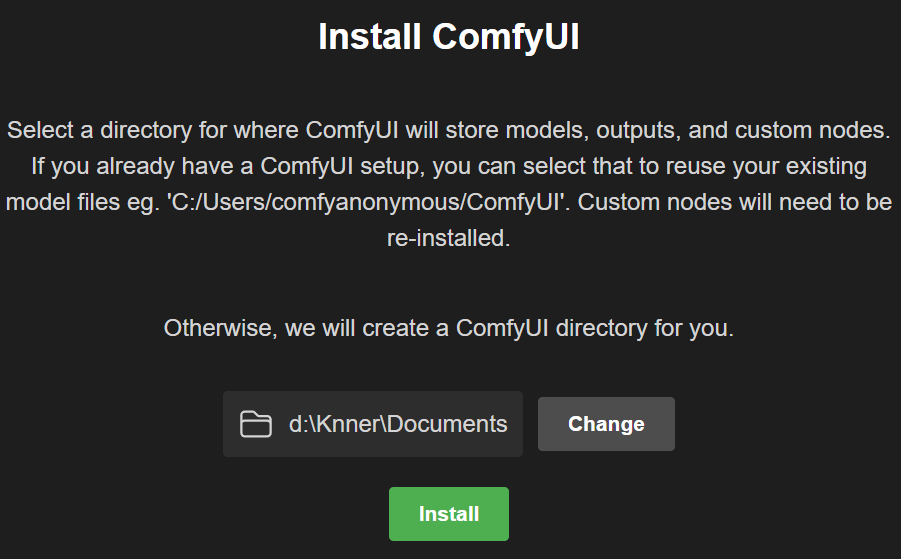 Install ComfyUI
Select a directory for where ComfyUI will store models, outputs, and custom nodes.
If you already have a ComfyUI setup, you can select that to reuse your existing
model files eg. 'C:/Users/comfyanonymous/ComfyUI'. Custom nodes will need to be
re-installed.
Otherwise, we will create a ComfyUI directory for you.
d:\Knner\Documents
Change
Install